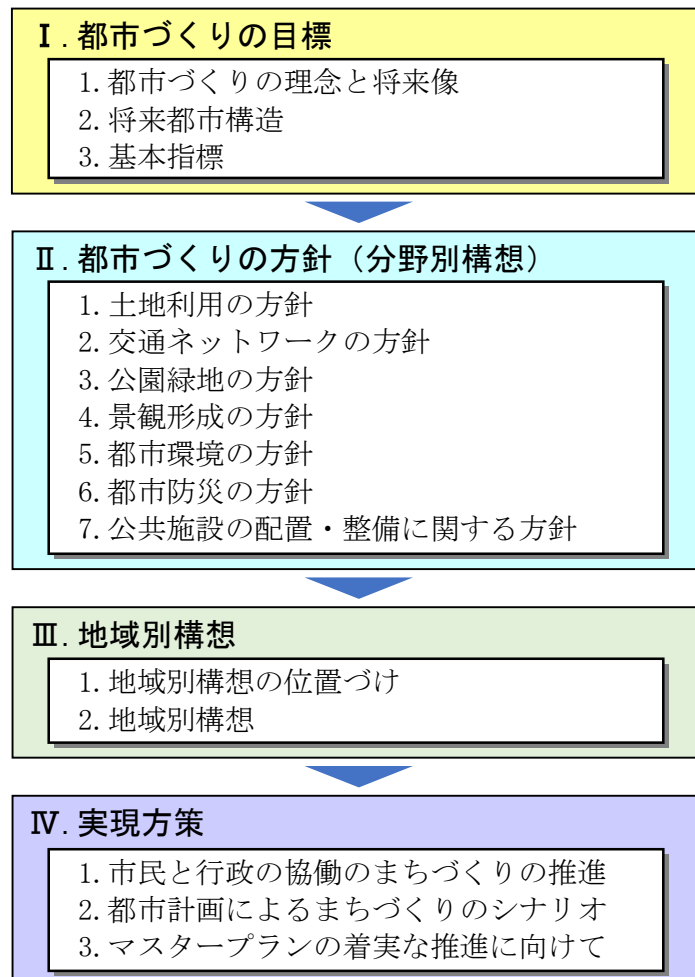 Ⅰ.都市づくりの目標
1.都市づくりの理念と将来像
2.将来都市構造
3.基本指標
Ⅱ.都市づくりの方針（分野別構想）
1.土地利用の方針
2.交通ネットワークの方針
3.公園緑地の方針
4.景観形成の方針
5.都市環境の方針
6.都市防災の方針
7.公共施設の配置・整備に関する方針
Ⅲ.地域別構想
1.地域別構想の位置づけ
2.地域別構想
Ⅳ.実現方策
1.市民と行政の協働のまちづくりの推進
2.都市計画によるまちづくりのシナリオ
3.マスタープランの着実な推進に向けて